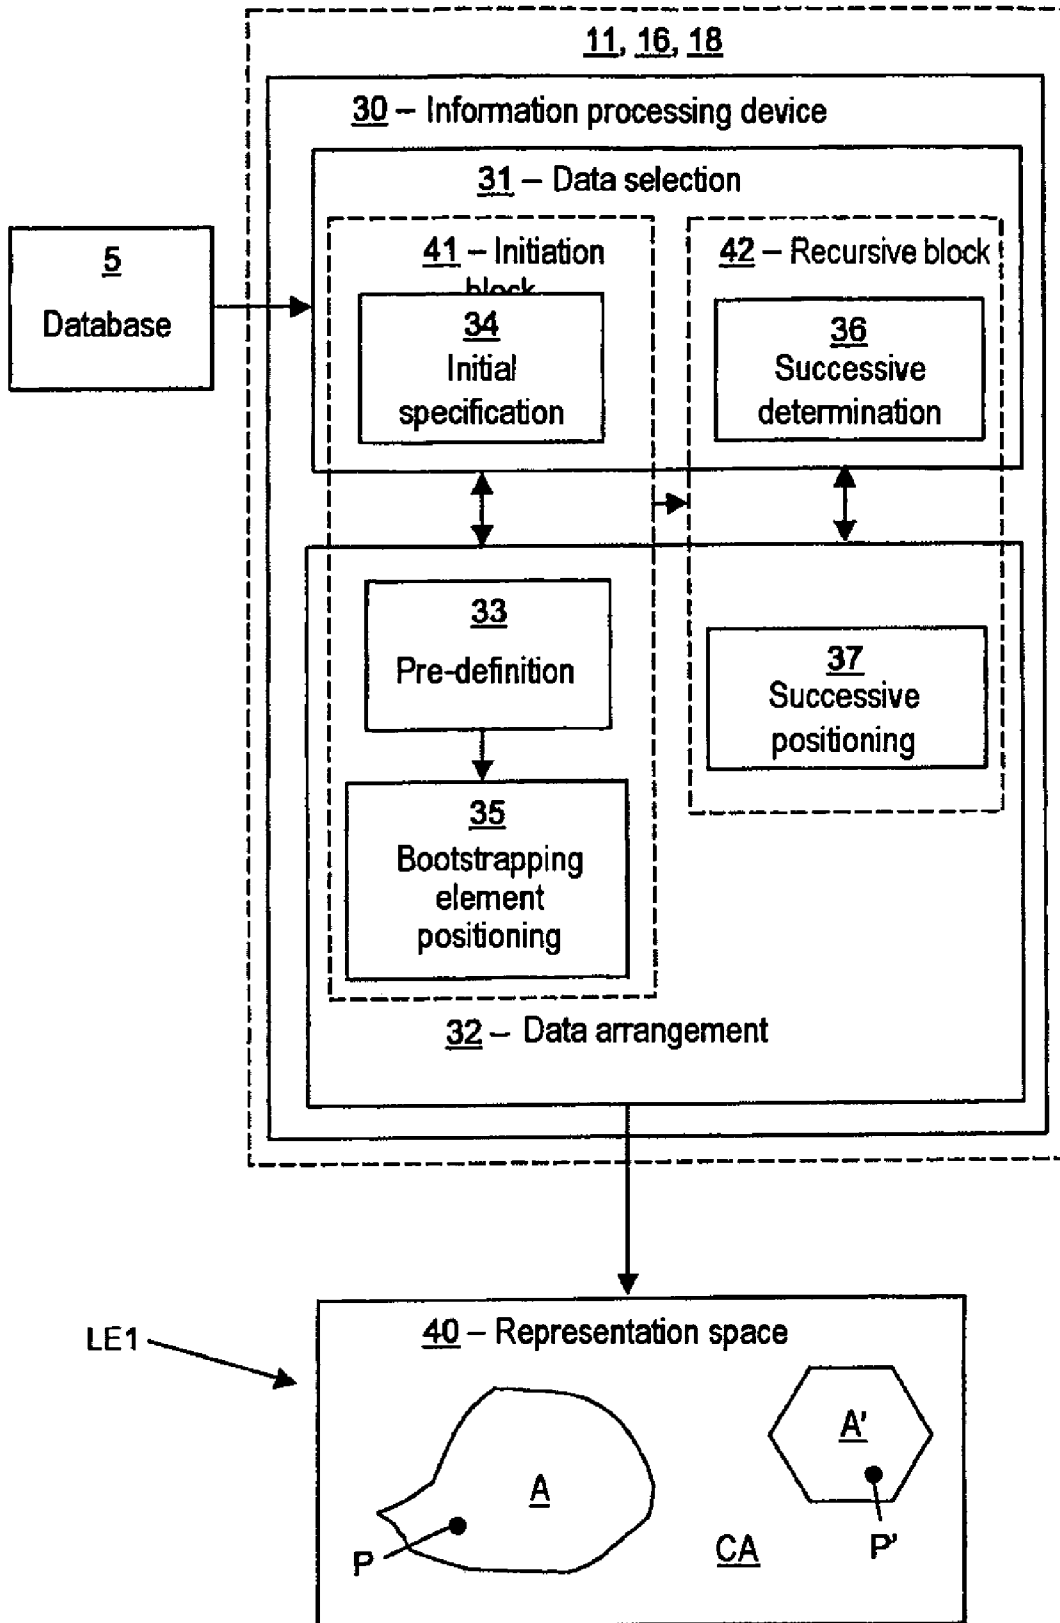 11, 16, 18
30 – Information processing device
31 – Data selection
5
Database
41 – Initiation
block
34
Initial
specification
42 – Recursive block
36
Successive
determination
33
Pre-definition
35
Bootstrapping
element
positioning
37
Successive
positioning
32 – Data arrangement
LE1
40 – Representation space
A
P
A'
P'
CA